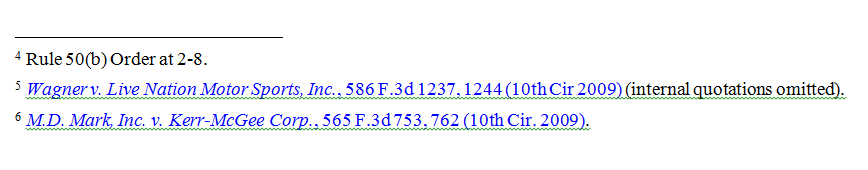 4 Rule 50(b) Order at 2-8.
5 Wagner v. Live Nation Motor Sports, Inc., 586 F.3d 1237, 1244 (10th Cir 2009) (internal quotations omitted).
6 M.D. Mark, Inc. v. Kerr-McGee Corp., 565 F.3d 753, 762 (10th Cir. 2009).